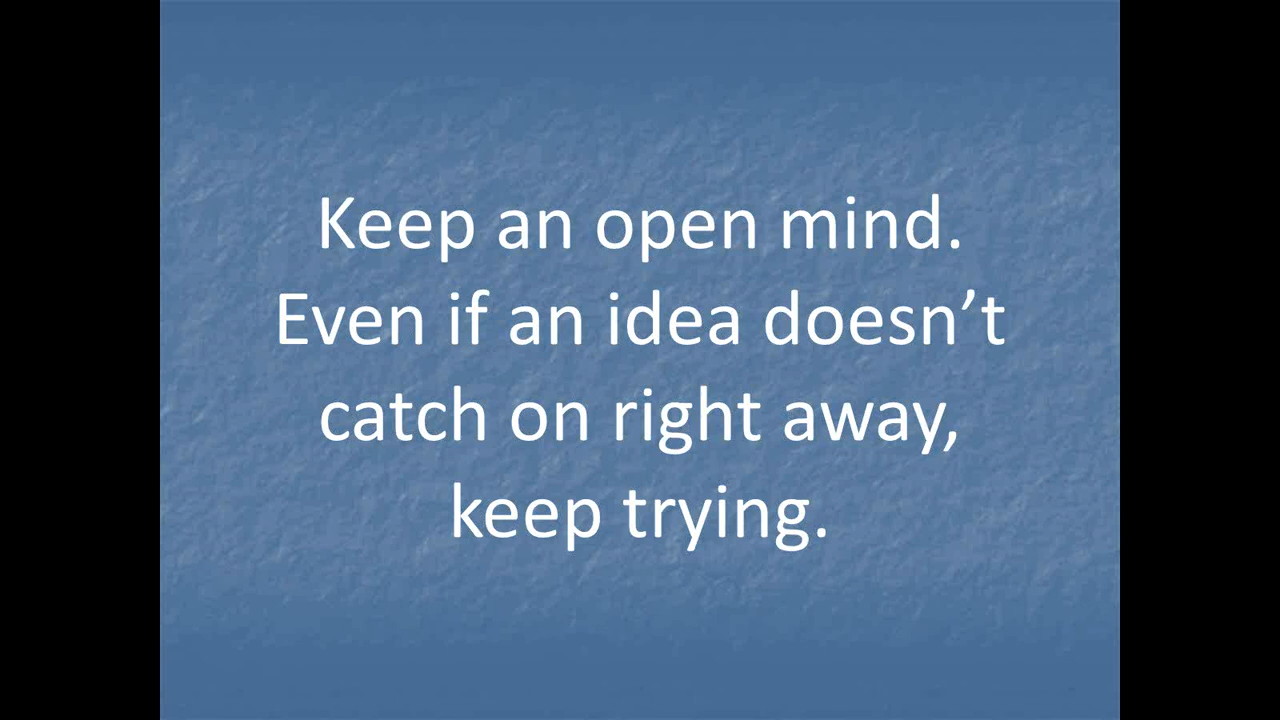 Keep an open mind.
Even if an idea doesn’t
catch on right away,
keep trying.